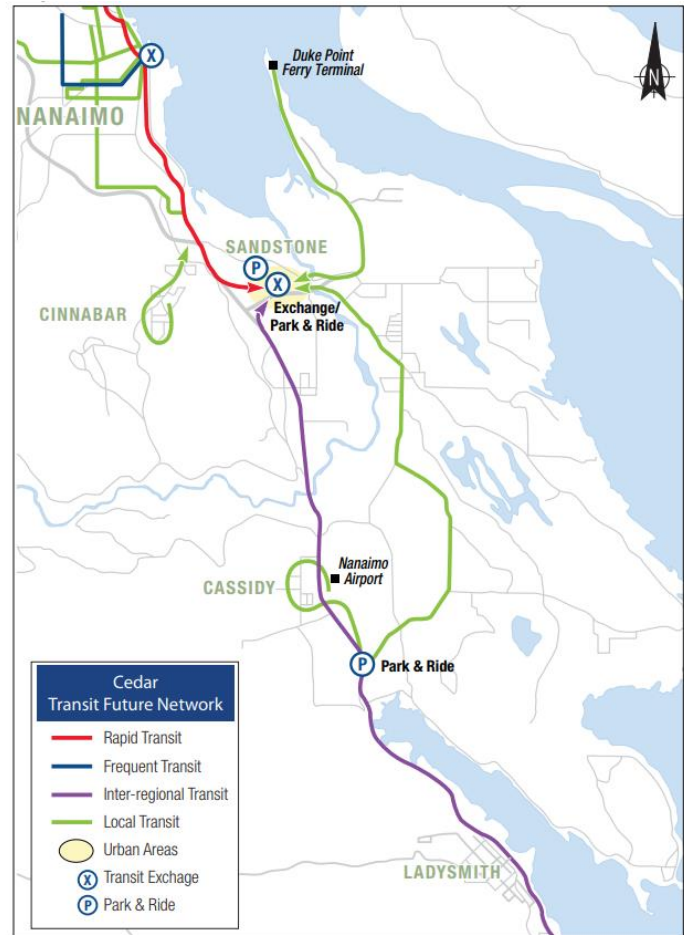 Duke Point
Ferry Terminal
N
X
NANAIMO
SANDSTONE
P
X
Exchange/
Park & Ride
CINNABAR
Nanaimo
Airport
CASSIDY
P
Park & Ride
Cedar
Transit Future Network
Rapid Transit
Frequent Transit
Inter-regional Transit
Local Transit
Urban Areas
X
Transit Exchage
P
Park & Ride
LADYSMITH